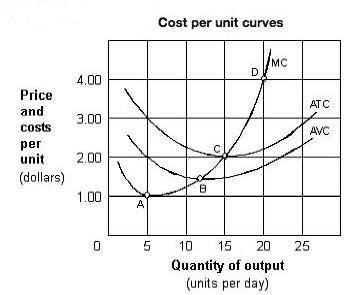 Cost per unit curves
MC
D
4.00
ATC
Price
and
costs
per
unit
(dollars)
3.00
AVC
C
2.00
B
1.00
A
0 5 10 15 20 25
Quantity of output
(units per day)